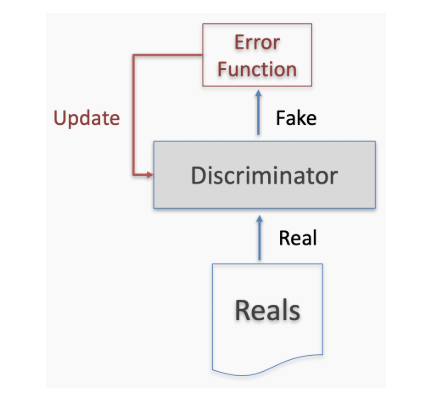 Error
Function
Update
Fake
Discriminator
Real
Reals